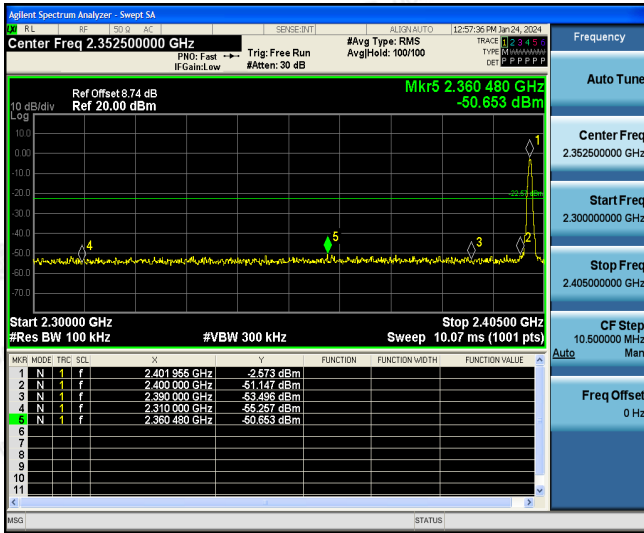 Agilent Spectrum Analyzer - Swept SA
RL RF 50 Ω AC SENSE:INT ALIGN AUTO 12:57:36 PM Jan 24, 2024
Center Freq 2.352500000 GHz
PNO: Fast
IFGain:Low
Trig: Free Run
#Atten: 30 dB
#Avg Type: RMS
Avg|Hold: 100/100
TRACE 1 2 3 4 5 6
TYPE M
DET P P P P P P
Ref Offset 8.74 dB
Ref 20.00 dBm
10 dB/div
Log
Mkr5 2.360 480 GHz
-50.653 dBm
10.0
0.00
-10.0
-20.0
-30.0
-40.0
-50.0
-60.0
-70.0
-22.57 dBm
1
2
3
4
5
Start 2.30000 GHz
Stop 2.40500 GHz
#Res BW 100 kHz
#VBW 300 kHz
Sweep 10.07 ms (1001 pts)
MKR MODE TRC SCL X Y FUNCTION FUNCTION WIDTH FUNCTION VALUE
1 N 1 f 2.401 955 GHz -2.573 dBm
2 N 1 f 2.400 000 GHz -51.147 dBm
3 N 1 f 2.390 000 GHz -53.496 dBm
4 N 1 f 2.310 000 GHz -55.257 dBm
5 N 1 f 2.360 480 GHz -50.653 dBm
6
7
8
9
10
11
MSG
STATUS
Frequency
Auto Tune
Center Freq
2.352500000 GHz
Start Freq
2.300000000 GHz
Stop Freq
2.405000000 GHz
CF Step
10.500000 MHz
Auto Man
Freq Offset
0 Hz